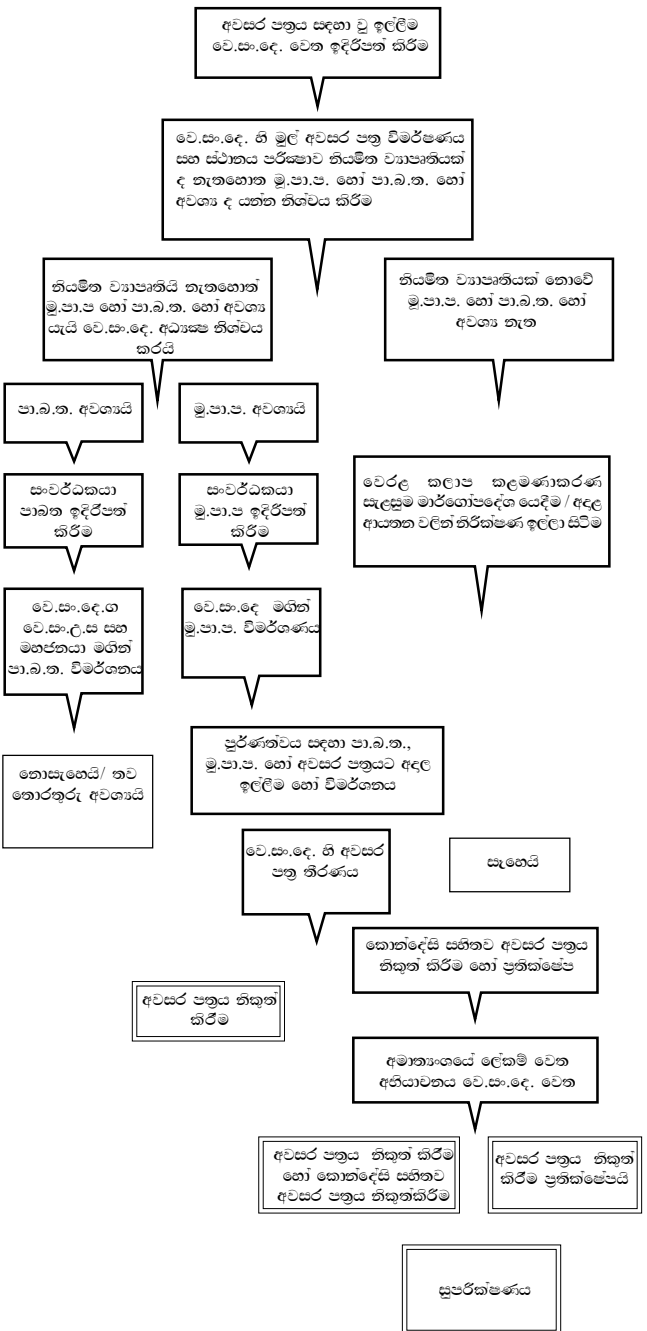 අවසර පත්‍රය සඳහා වු ඉල්ලීම
වෙ.සං.දෙ. වෙත ඉදිරිපත් කිරීම
වෙ.සං.දෙ. හි මුල් අවසර පත්‍ර විමර්ෂණය
සහ ස්ථානය පරීක්‍ෂාව නියමිත ව්‍යාපෘතියක්
ද නැතහොත මූ.පා.ප. හෝ පා.බ.ත. හෝ
අවශ්‍ය ද යන්න නිශ්චය කිරීම
නියමිත ව්‍යාපෘතියි නැතහොත්
මූ.පා.ප හෝ පා.බ.ත. හෝ අවශ්‍ය
යැයි වෙ.සං.දෙ. අධ්‍යක්‍ෂ නිශ්චය
කරයි
නියමිත ව්‍යාපෘතියක් නොවේ
මූ.පා.ප. හෝ පා.බ.ත. හෝ
අවශ්‍ය නැත
පා.බ.ත. අවශ්‍යයි
මු.පා.ප. අවශ්‍යයි
සංවර්ධකයා
පාබත ඉදිරිපත්
කිරීම
සංවර්ධකයා
මු.පා.ප ඉදිරිපත්
කිරීම
වෙරළ කලාප කළමණාකරණ
සැළසුම මාර්ගෝපදේශ යෙදීම / අදළ
ආයතන වලින් නිරීක්ෂණ ඉල්ලා සිටීම
වෙ.සං.දෙ.ග
වෙ.සං.උ.ස සහ
මහජනයා මගින්
පා.බ.ත. විමර්ශනය
වෙ.සං.දෙ මගින්
මු.පා.ප. විමර්ශණය
පුර්ණත්වය සඳහා පා.බ.ත.,
මු.පා.ප. හෝ අවසර පත්‍රයට අදල
ඉල්ලීම හෝ විමර්ශනය
නොසැහෙයි/ තව
තොරතුරු අවශ්‍යයි
වෙ.සං.දෙ. හි අවසර
පත්‍ර තීරණය
සෑහෙයි
කොන්දේසි සහිතව අවසර පත්‍රය
නිකුත් කිරීම හෝ ප්‍රතික්ෂේප
අවසර පත්‍රය නිකුත්
කිරීම
අමාත්‍යංශයේ ලේකම් වෙත
අභියාචනය වෙ.සං.දෙ. වෙත
අවසර පත්‍රය නිකුත් කිරීම
හෝ කොන්දේසි සහිතව
අවසර පත්‍රය නිකුත්කිරීම
අවසර පත්‍රය නිකුත්
කිරීම ප්‍රතික්ෂේපයි
සුපරීක්ෂණය